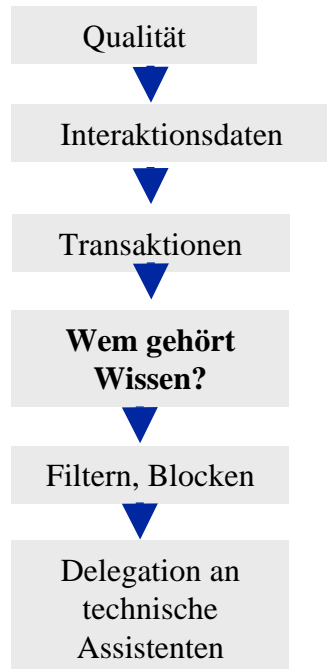 Qualität
Interaktionsdaten
Transaktionen
Wem gehört
Wissen?
Filtern, Blocken
Delegation an
technische
Assistenten